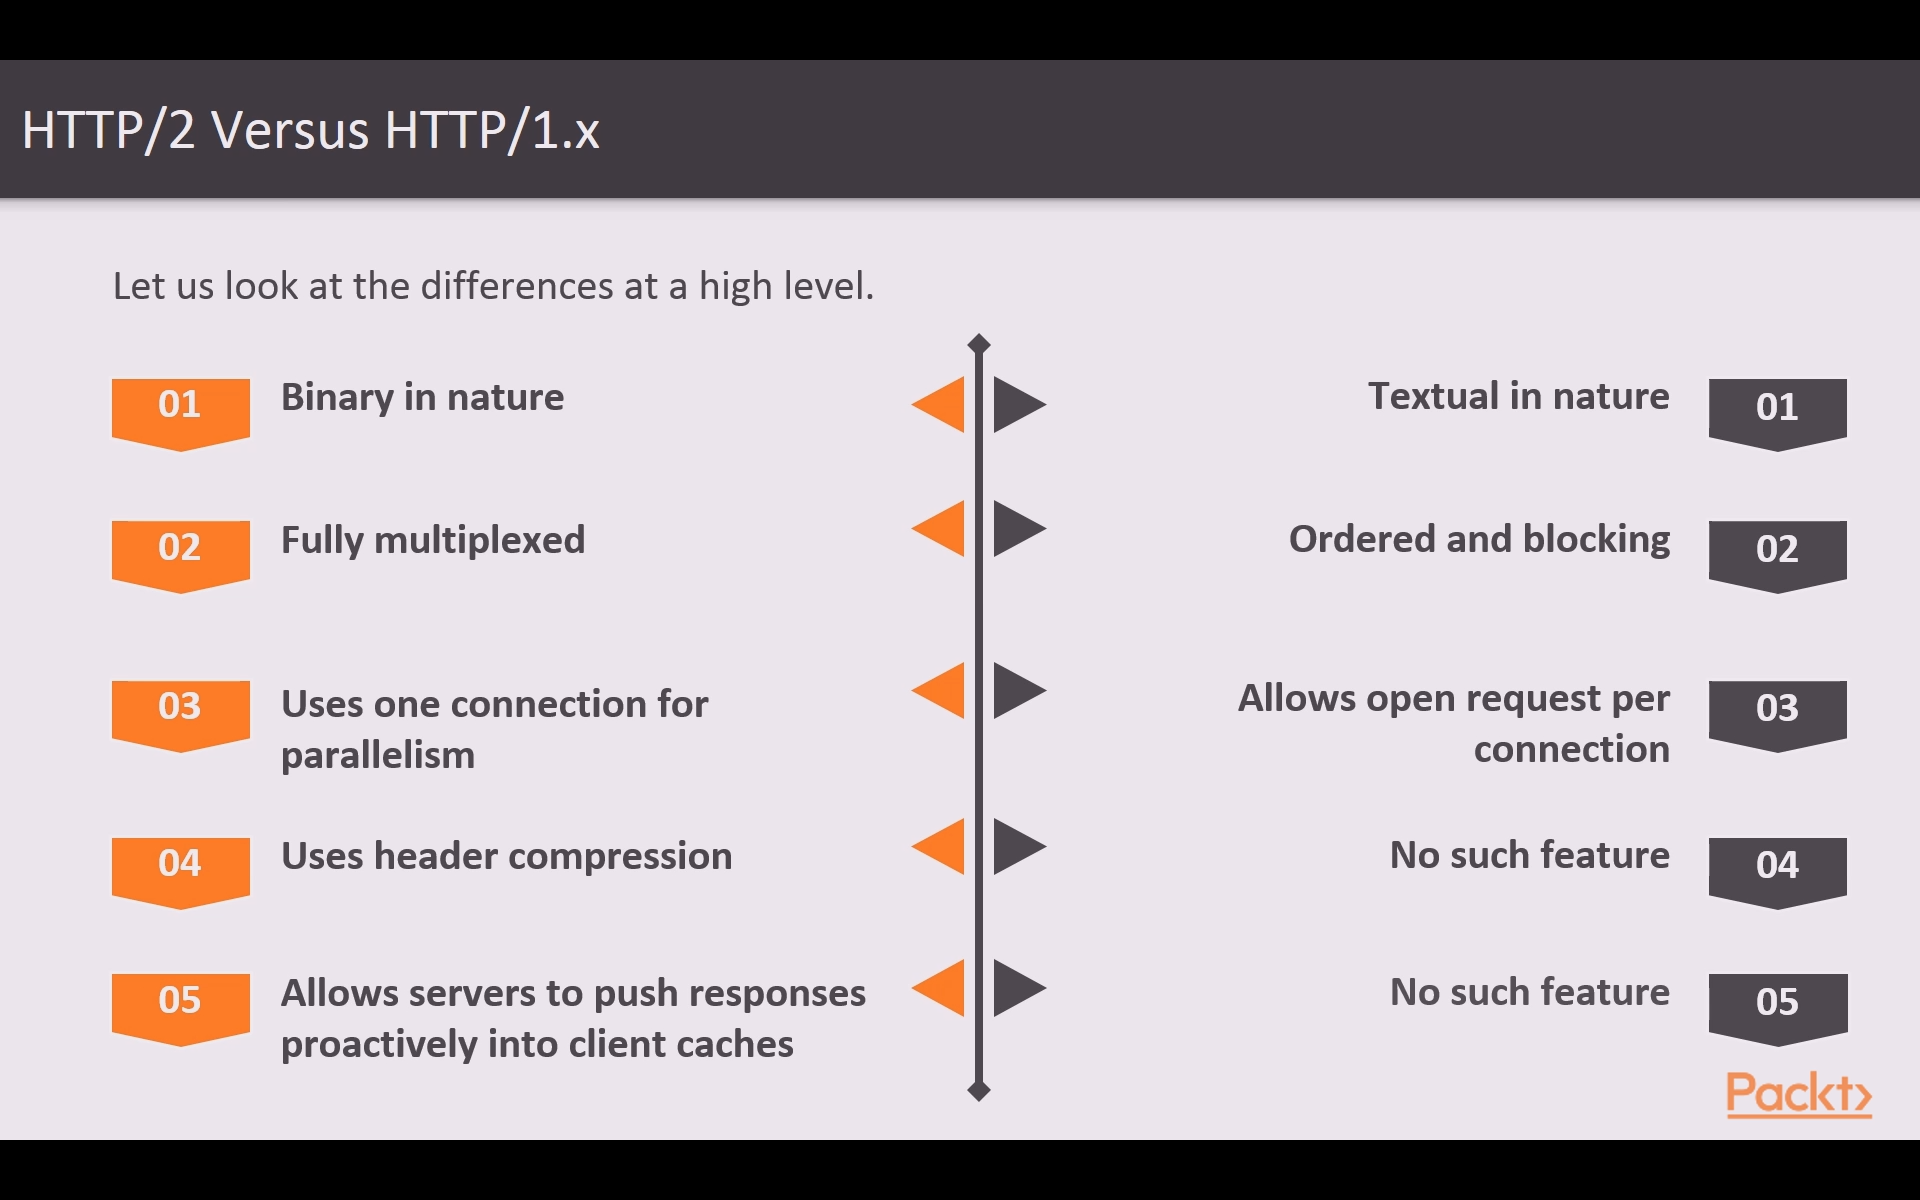 HTTP/2 Versus HTTP/1.x
Let us look at the differences at a high level.
01
Binary in nature
Textual in nature
01
02
Fully multiplexed
Ordered and blocking
02
03
Uses one connection for
parallelism
Allows open request per
connection
03
04
Uses header compression
No such feature
04
05
Allows servers to push responses
proactively into client caches
No such feature
05
Packt>